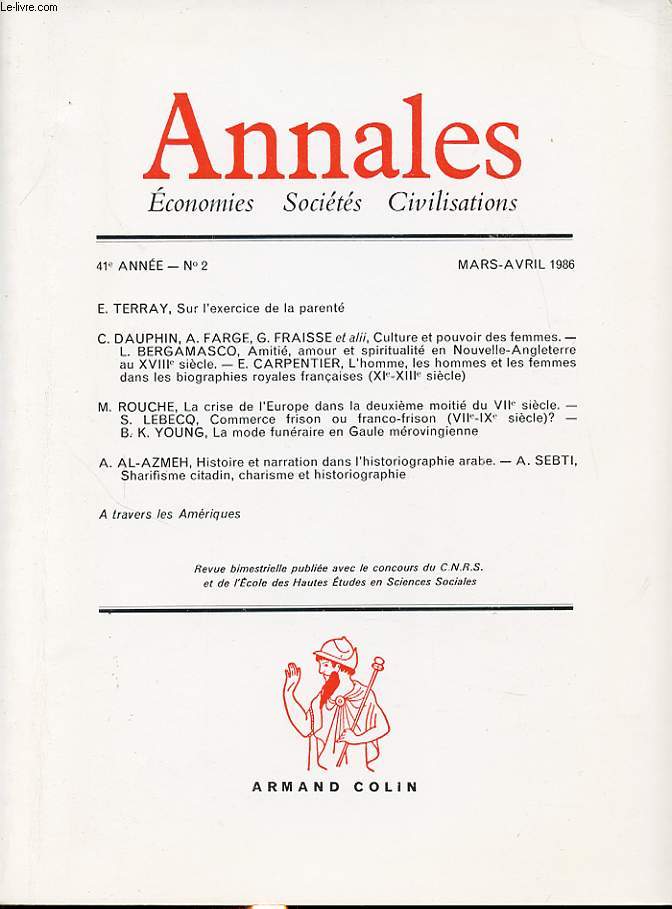 Le-livre.com
Annales
Économies Sociétés Civilisations
41e ANNÉE — No 2 MARS-AVRIL 1986
E. TERRAY, Sur l'exercice de la parenté
C. DAUPHIN, A. FARGE, G. FRAISSE et alii, Culture et pouvoir des femmes. —
L. BERGAMASCO, Amitié, amour et spiritualité en Nouvelle-Angleterre
au XVIIIe siècle. — E. CARPENTIER, L'homme, les hommes et les femmes
dans les biographies royales françaises (XIe-XIIIe siècle)
M. ROUCHE, La crise de l'Europe dans la deuxième moitié du VIIe siècle. —
S. LEBECQ, Commerce frison ou franco-frison (VIIe-IXe siècle)? —
B. K. YOUNG, La mode funéraire en Gaule mérovingienne
A. AL-AZMEH, Histoire et narration dans l'historiographie arabe. — A. SEBTI,
Sharifisme citadin, charisme et historiographie
A travers les Amériques
Revue bimestrielle publiée avec le concours du C.N.R.S.
et de l'École des Hautes Études en Sciences Sociales
ARMAND COLIN